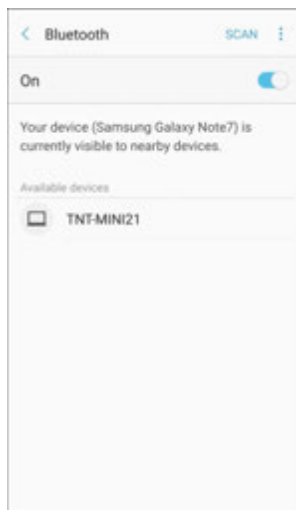 Bluetooth SCAN
On
Your device (Samsung Galaxy Note7) is
currently visible to nearby devices.
Available devices
TNT-MINI21